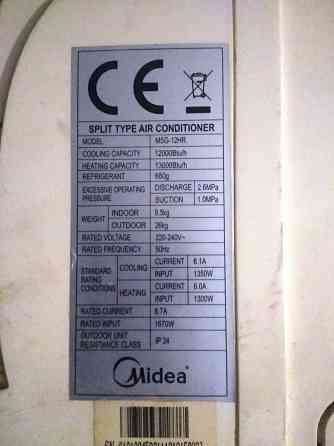 CE
SPLIT TYPE AIR CONDITIONER
MODEL MSG-12HR
COOLING CAPACITY 12000Btu/h
HEATING CAPACITY 13000Btu/h
REFRIGERANT 660g
EXCESSIVE OPERATING PRESSURE DISCHARGE 2.6MPa
SUCTION 1.0MPa
WEIGHT INDOOR 9.5kg
OUTDOOR 26kg
RATED VOLTAGE 220-240V~
RATED FREQUENCY 50Hz
STANDARD RATING CONDITIONS COOLING CURRENT 6.1A
INPUT 1350W
HEATING CURRENT 6.0A
INPUT 1300W
RATED CURRENT 8.7A
RATED INPUT 1670W
OUTDOOR UNIT
RESISTANCE CLASS IP 24
Midea